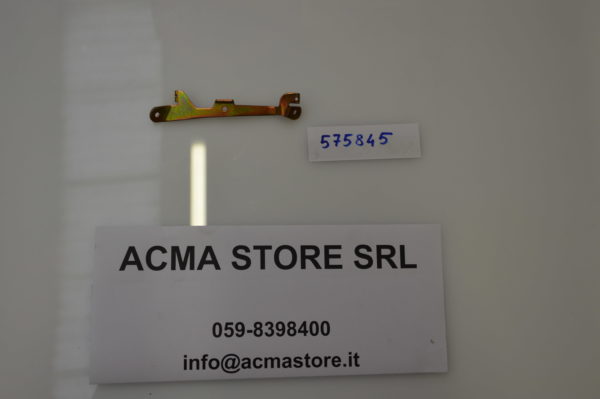 575845
ACMA STORE SRL
059-8398400
info@acmastore.it